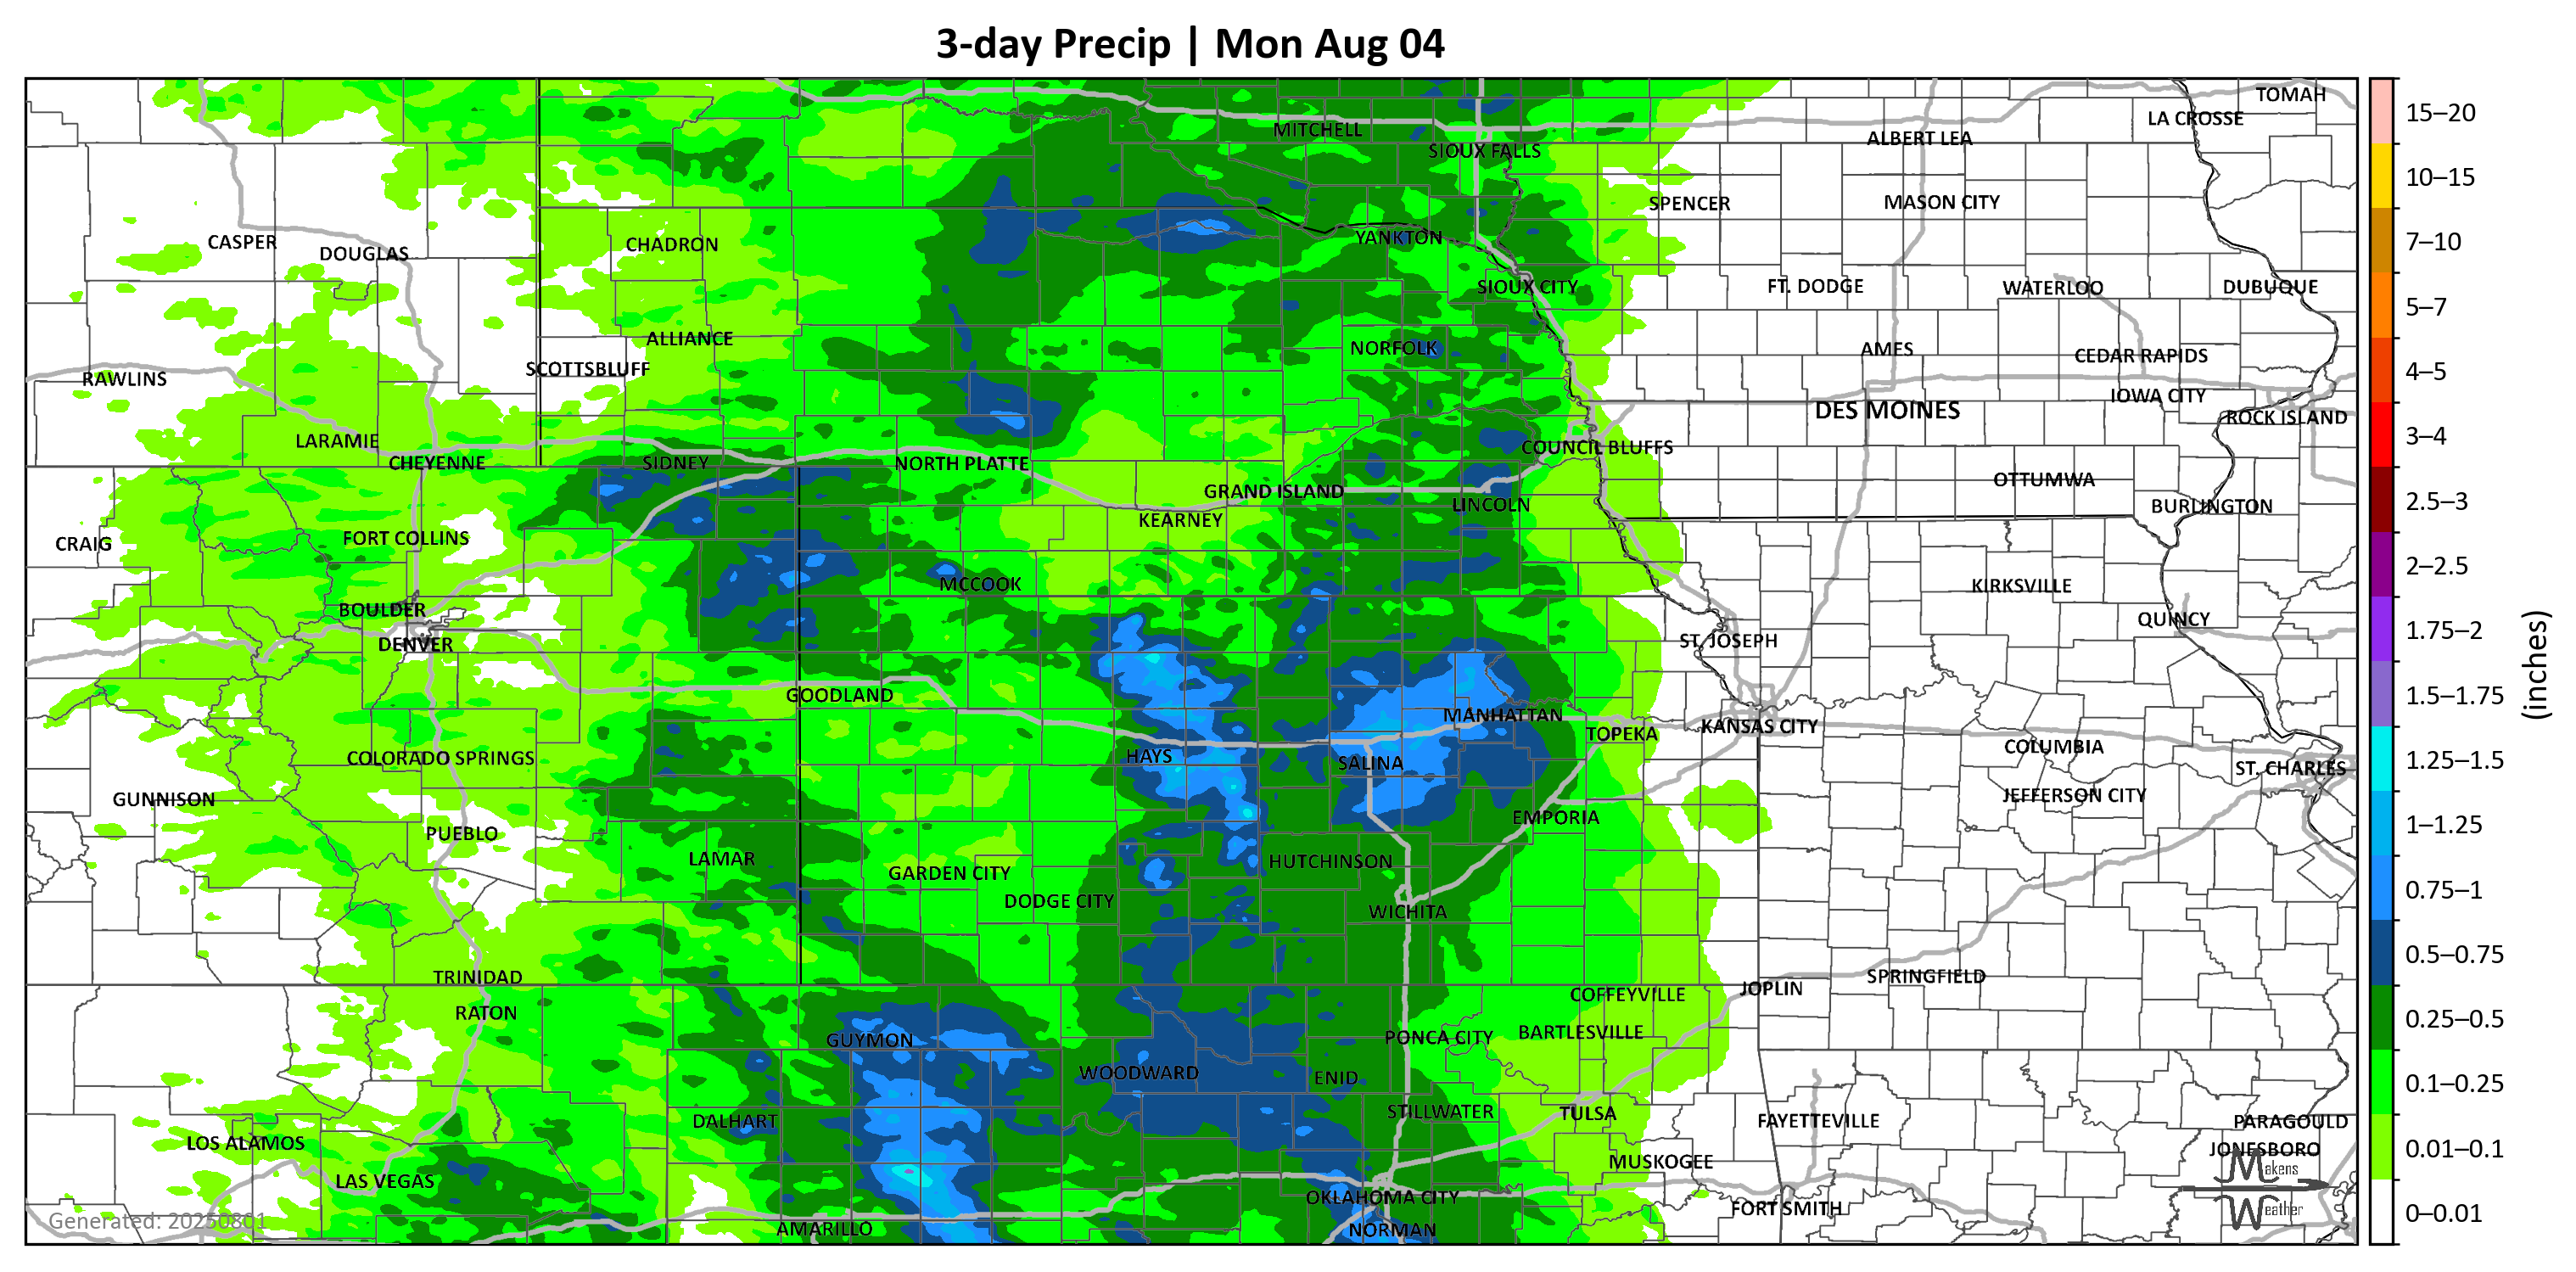 3-day Precip | Mon Aug 04
TOMAH
LA CROSSE
MITCHELL
ALBERT LEA
SIOUX FALLS
SPENCER
MASON CITY
CASPER
DOUGLAS
CHADRON
YANKTON
SIOUX CITY
FT. DODGE
WATERLOO
DUBUQUE
ALLIANCE
NORFOLK
AMES
CEDAR RAPIDS
RAWLINS
SCOTTSBLUFF
IOWA CITY
DES MOINES
ROCK ISLAND
LARAMIE
COUNCIL BLUFFS
CHEYENNE
SIDNEY
NORTH PLATTE
OTTUMWA
GRAND ISLAND
LINCOLN
BURLINGTON
KEARNEY
CRAIG
FORT COLLINS
MCCOOK
KIRKSVILLE
BOULDER
QUINCY
DENVER
ST. JOSEPH
GOODLAND
MANHATTAN
KANSAS CITY
TOPEKA
COLUMBIA
COLORADO SPRINGS
HAYS
SALINA
ST. CHARLES
GUNNISON
JEFFERSON CITY
PUEBLO
EMPORIA
LAMAR
HUTCHINSON
GARDEN CITY
DODGE CITY
WICHITA
TRINIDAD
SPRINGFIELD
JOPLIN
COFFEYVILLE
RATON
GUYMON
PONCA CITY
BARTLESVILLE
WOODWARD
ENID
DALHART
STILLWATER
TULSA
FAYETTEVILLE
PARAGOULD
LOS ALAMOS
JONESBORO
MUSKOGEE
LAS VEGAS
OKLAHOMA CITY
FORT SMITH
AMARILLO
NORMAN
Generated: 20250801
Makens
Weather
15–20
10–15
7–10
5–7
4–5
3–4
2.5–3
2–2.5
1.75–2
1.5–1.75
1.25–1.5
1–1.25
0.75–1
0.5–0.75
0.25–0.5
0.1–0.25
0.01–0.1
0–0.01
(inches)